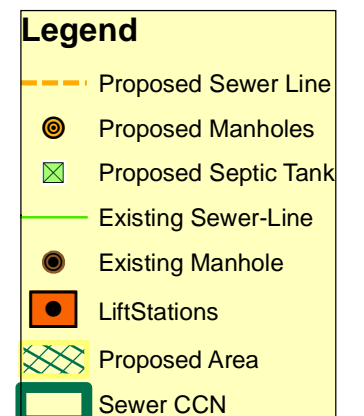 Legend
Proposed Sewer Line
Proposed Manholes
Proposed Septic Tank
Existing Sewer-Line
Existing Manhole
LiftStations
Proposed Area
Sewer CCN